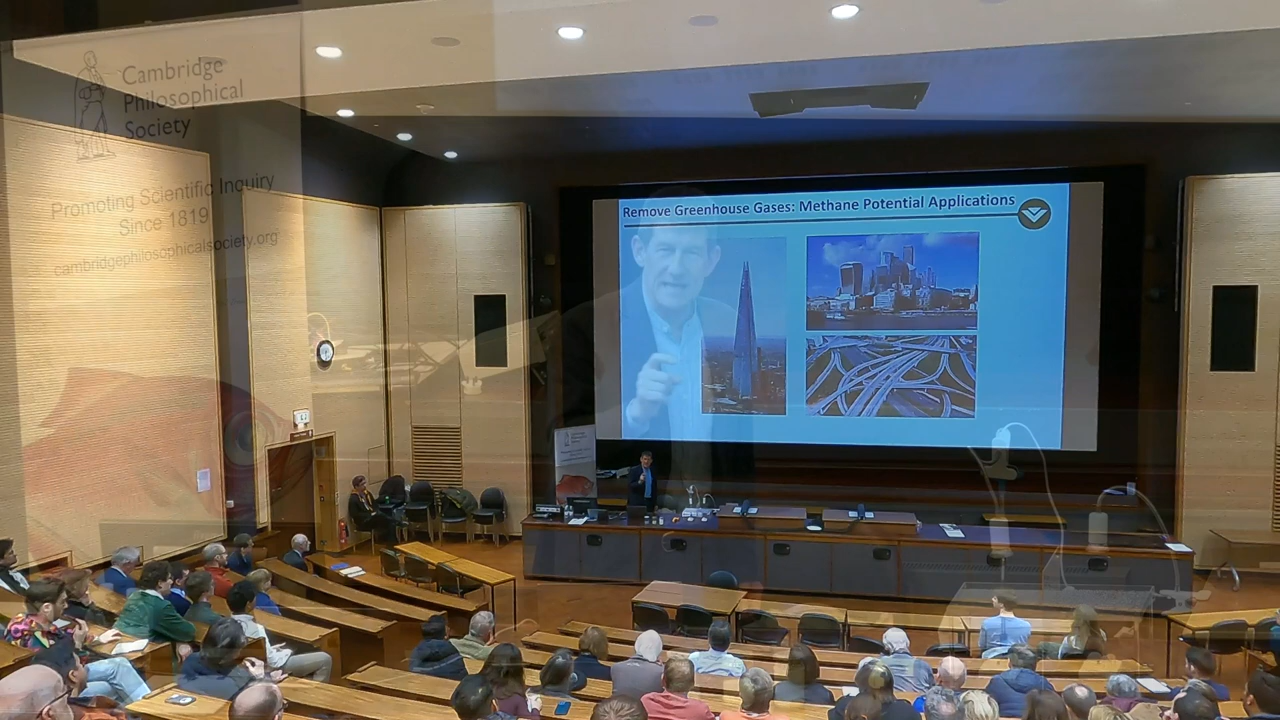 Cambridge
Philosophical
Society
Promoting Scientific Inquiry
Since 1819
cambridgephilosophicalsociety.org
Remove Greenhouse Gases: Methane Potential Applications